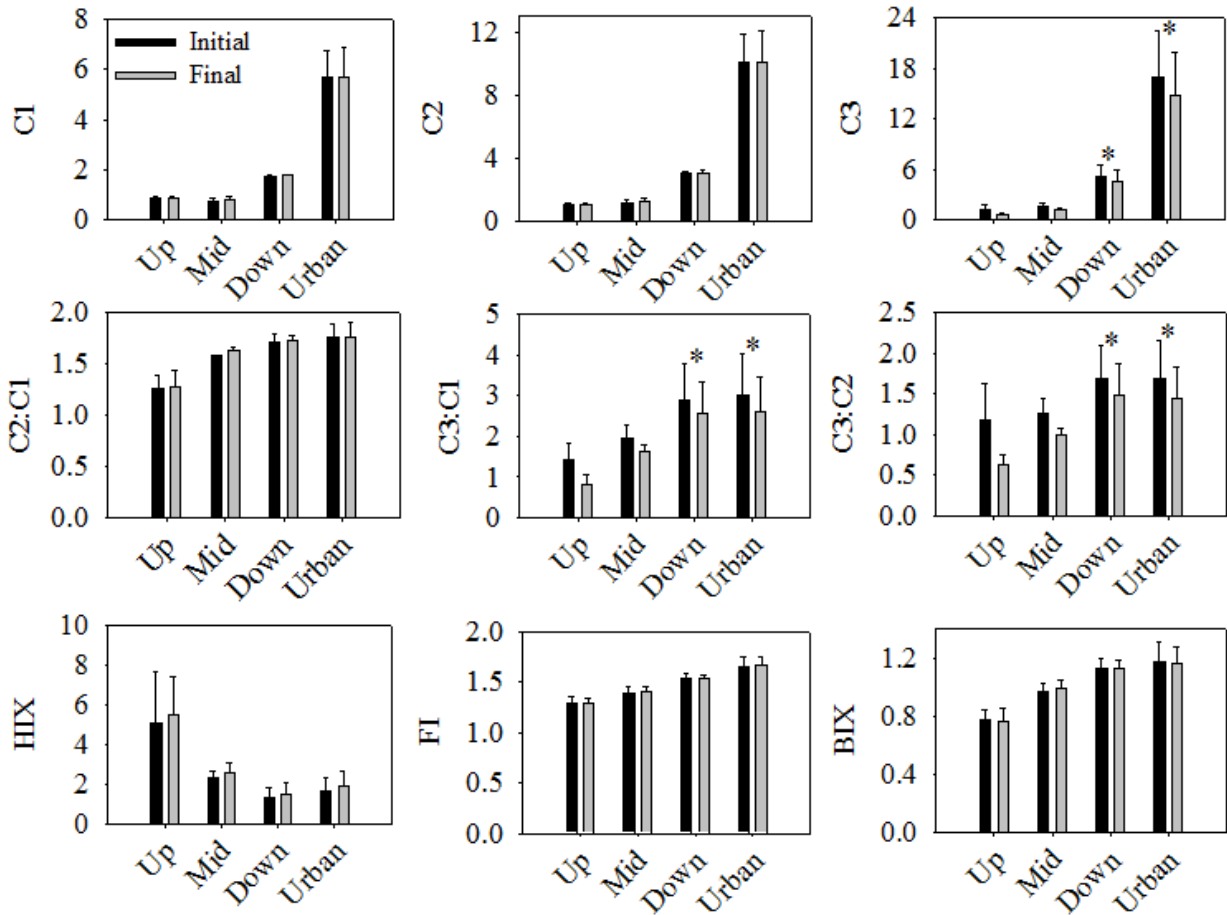 C1
8
6
4
2
0
Initial
Final
Up
Mid
Down
Urban
C2
12
8
4
0
Up
Mid
Down
Urban
C3
24
18
12
6
0
*
*
Up
Mid
Down
Urban
C2:C1
2.0
1.5
1.0
0.5
0.0
Up
Mid
Down
Urban
C3:C1
5
4
3
2
1
0
*
*
Up
Mid
Down
Urban
C3:C2
2.5
2.0
1.5
1.0
0.5
0.0
*
*
Up
Mid
Down
Urban
HIX
10
8
6
4
2
0
Up
Mid
Down
Urban
FI
2.0
1.5
1.0
0.5
0.0
Up
Mid
Down
Urban
BIX
1.2
0.8
0.4
0.0
Up
Mid
Down
Urban